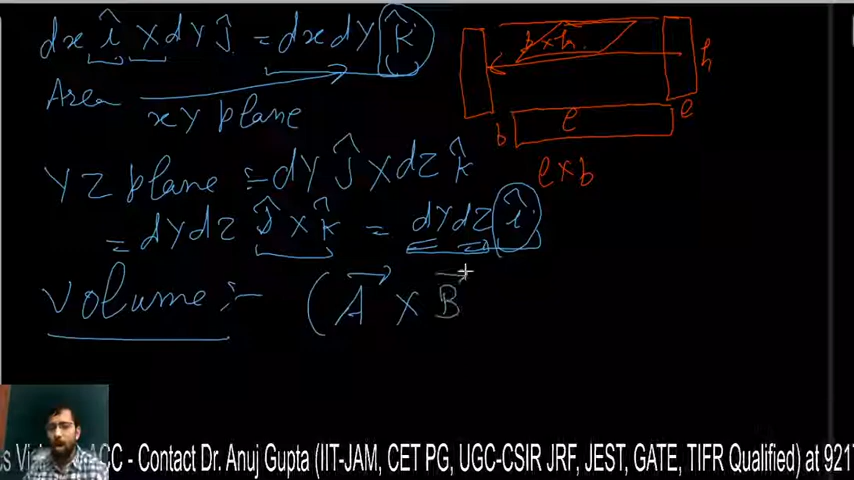 dx î × dy ĵ = dx dy k̂
Area
xy plane
YZ plane :- dy ĵ × dz k̂
= dy dz ĵ × k̂ = dy dz î
Volume :- (A⃗ × B⃗
h
l
b l
l×b
ACC - Contact Dr. Anuj Gupta (IIT-JAM, CET PG, UGC-CSIR JRF, JEST, GATE, TIFR Qualified) at 9217